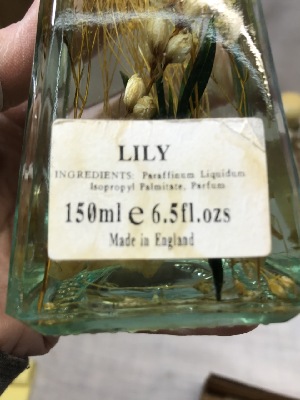 LILY
INGREDIENTS: Paraffinum Liquidum
Isopropyl Palmitate, Parfum
150ml e 6.5fl.ozs
Made in England